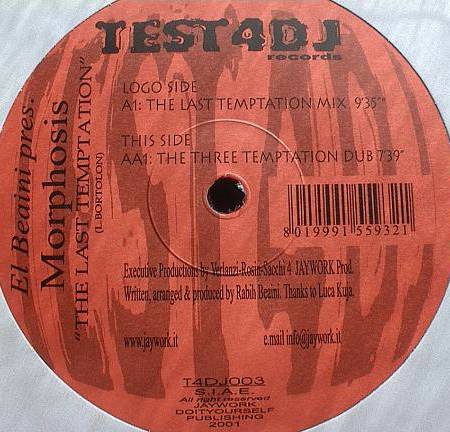 TEST4DJ
records
LOGO SIDE
A1: THE LAST TEMPTATION MIX 9'35"
THIS SIDE
AA1: THE THREE TEMPTATION DUB 7'39"
El Beaini pres.
Morphosis
"THE LAST TEMPTATION"
(L.BORTOLON)
8 019991 559321
Executive Productions by Verlanzi-Rosin-Sacchi 4 JAYWORK Prod.
Written, arranged & produced by Rabih Beaini. Thanks to Luca Kuja.
www.jaywork.it e.mail info@jaywork.it
T4DJ003
S.I.A.E.
All right reserved
JAYWORK
DOITYOURSELF
PUBLISHING
2001